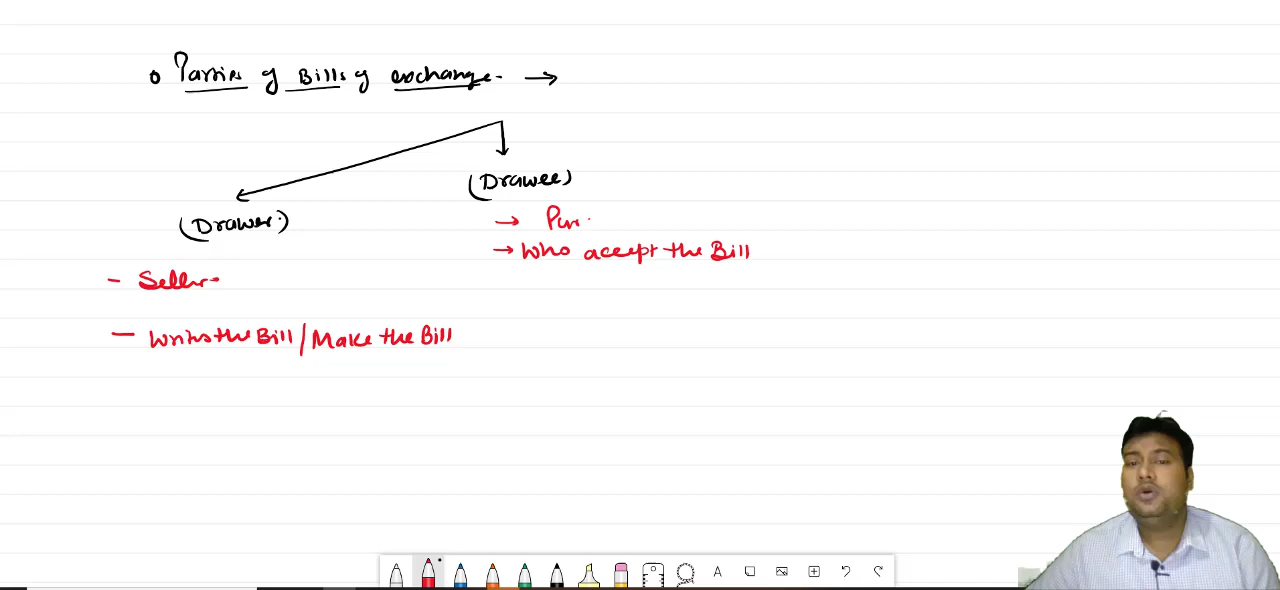 o Parties of Bills of exchange. →
(Drawer)
(Drawee)
→ Pur.
→ Who accept the Bill
- Seller
- Writes the Bill / Make the Bill
A